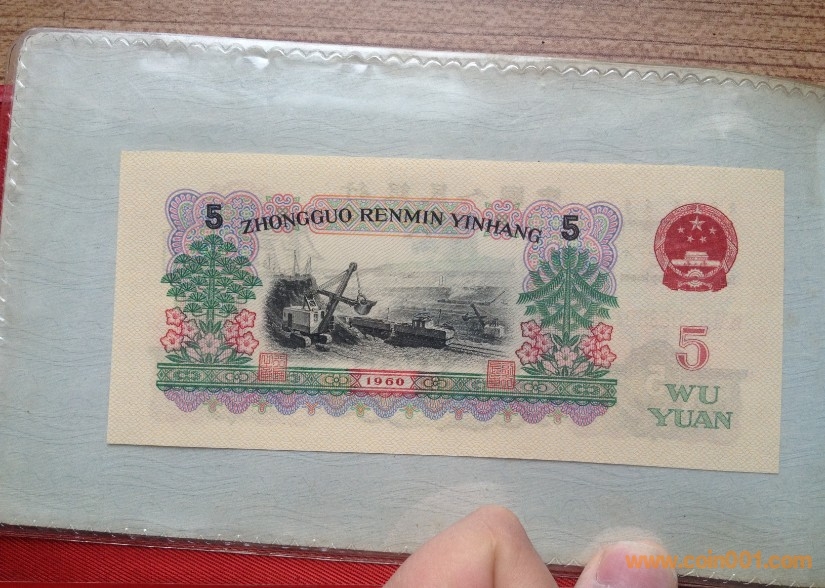 5 ZHONGGUO RENMIN YINHANG 5
1960
5
WU
YUAN
www.coin001.com